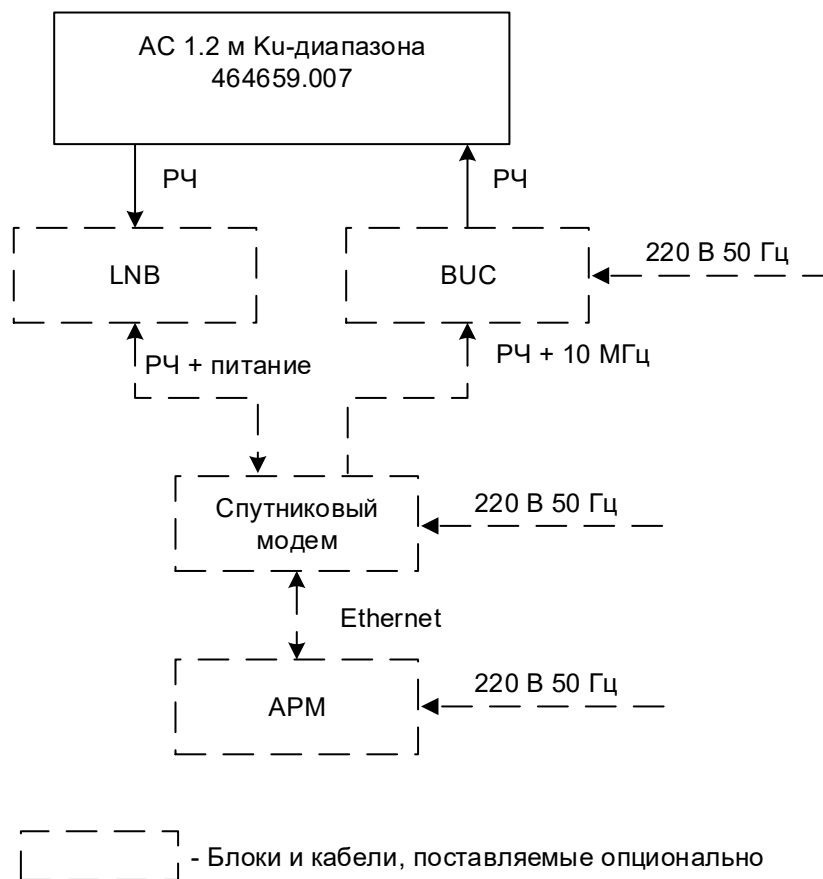 АС 1.2 м Ku-диапазона
464659.007
РЧ
РЧ
LNB
BUC
220 В 50 Гц
РЧ + питание
РЧ + 10 МГц
Спутниковый
модем
220 В 50 Гц
Ethernet
АРМ
220 В 50 Гц
- Блоки и кабели, поставляемые опционально